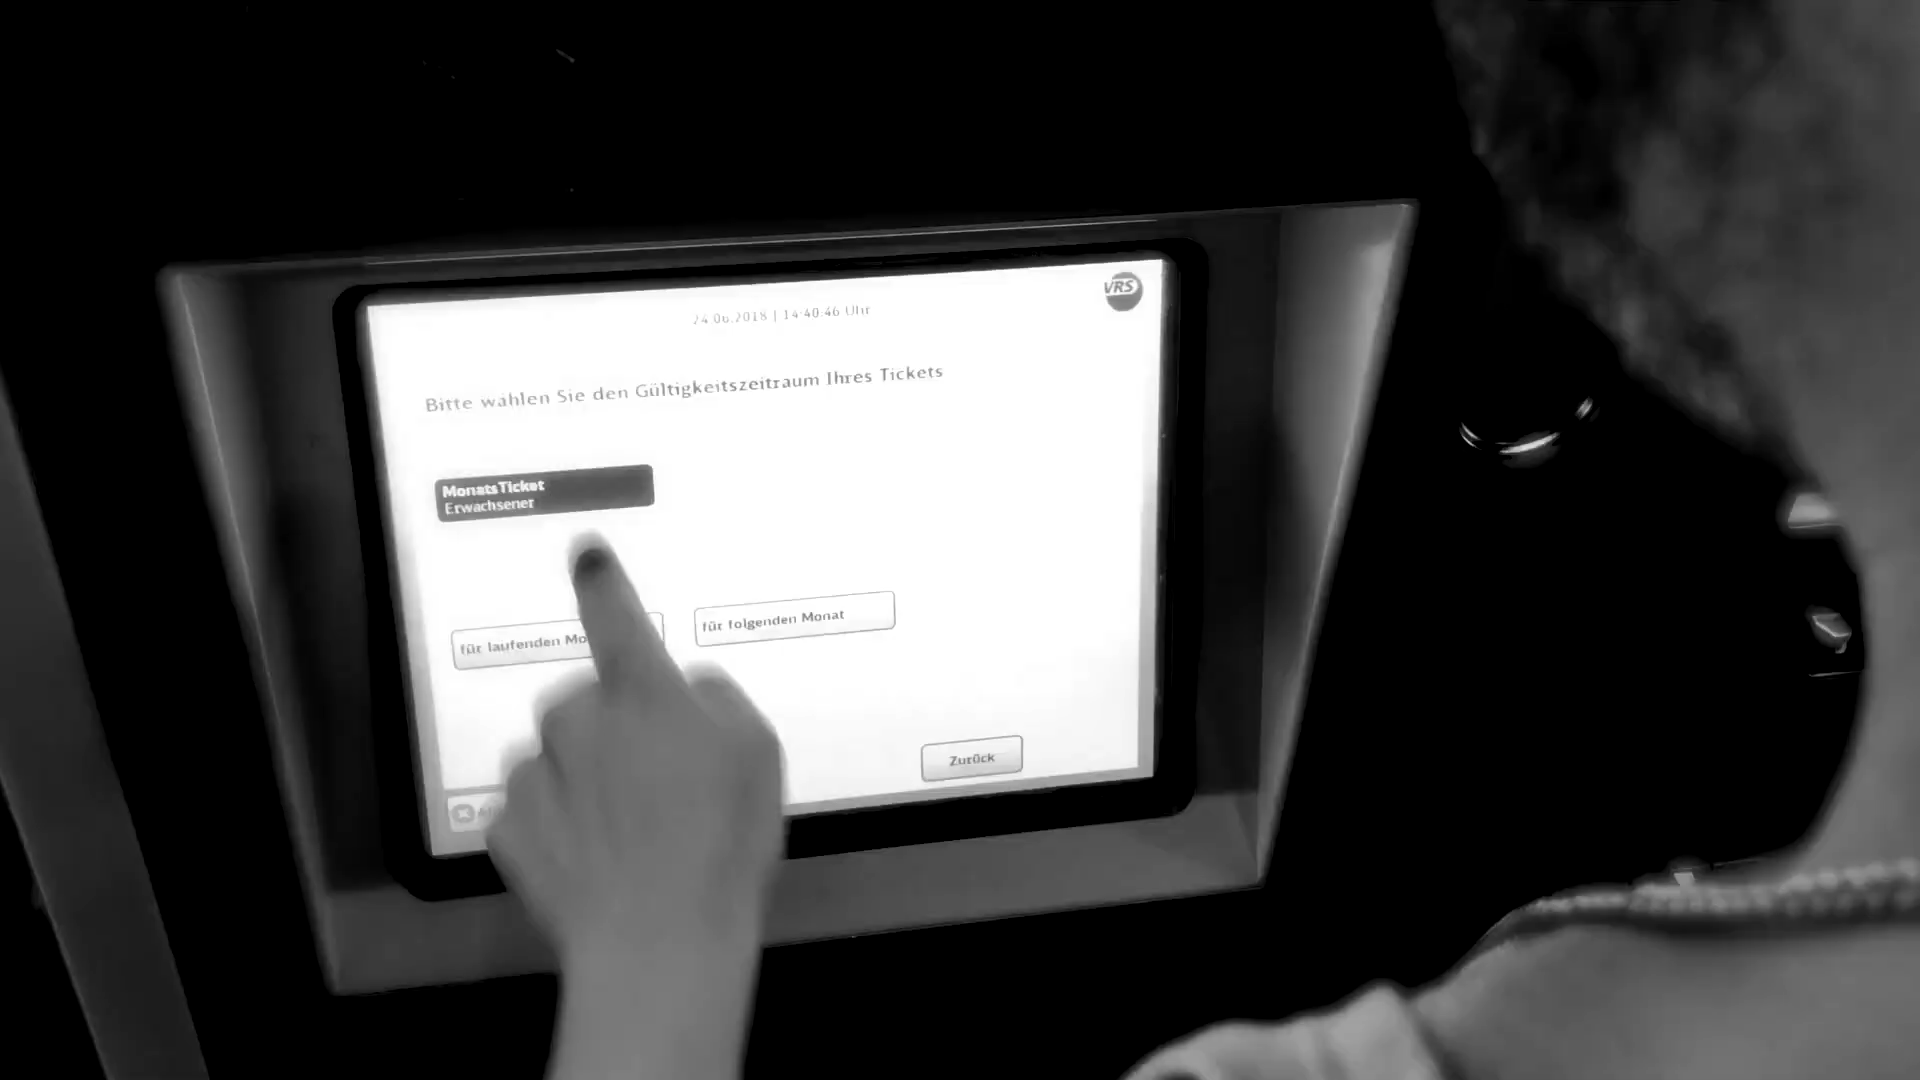 VRS
24.06.2018 | 14:40:46 Uhr
Bitte wählen Sie den Gültigkeitszeitraum Ihres Tickets
MonatsTicket
Erwachsener
für laufenden
für folgenden Monat
Zurück